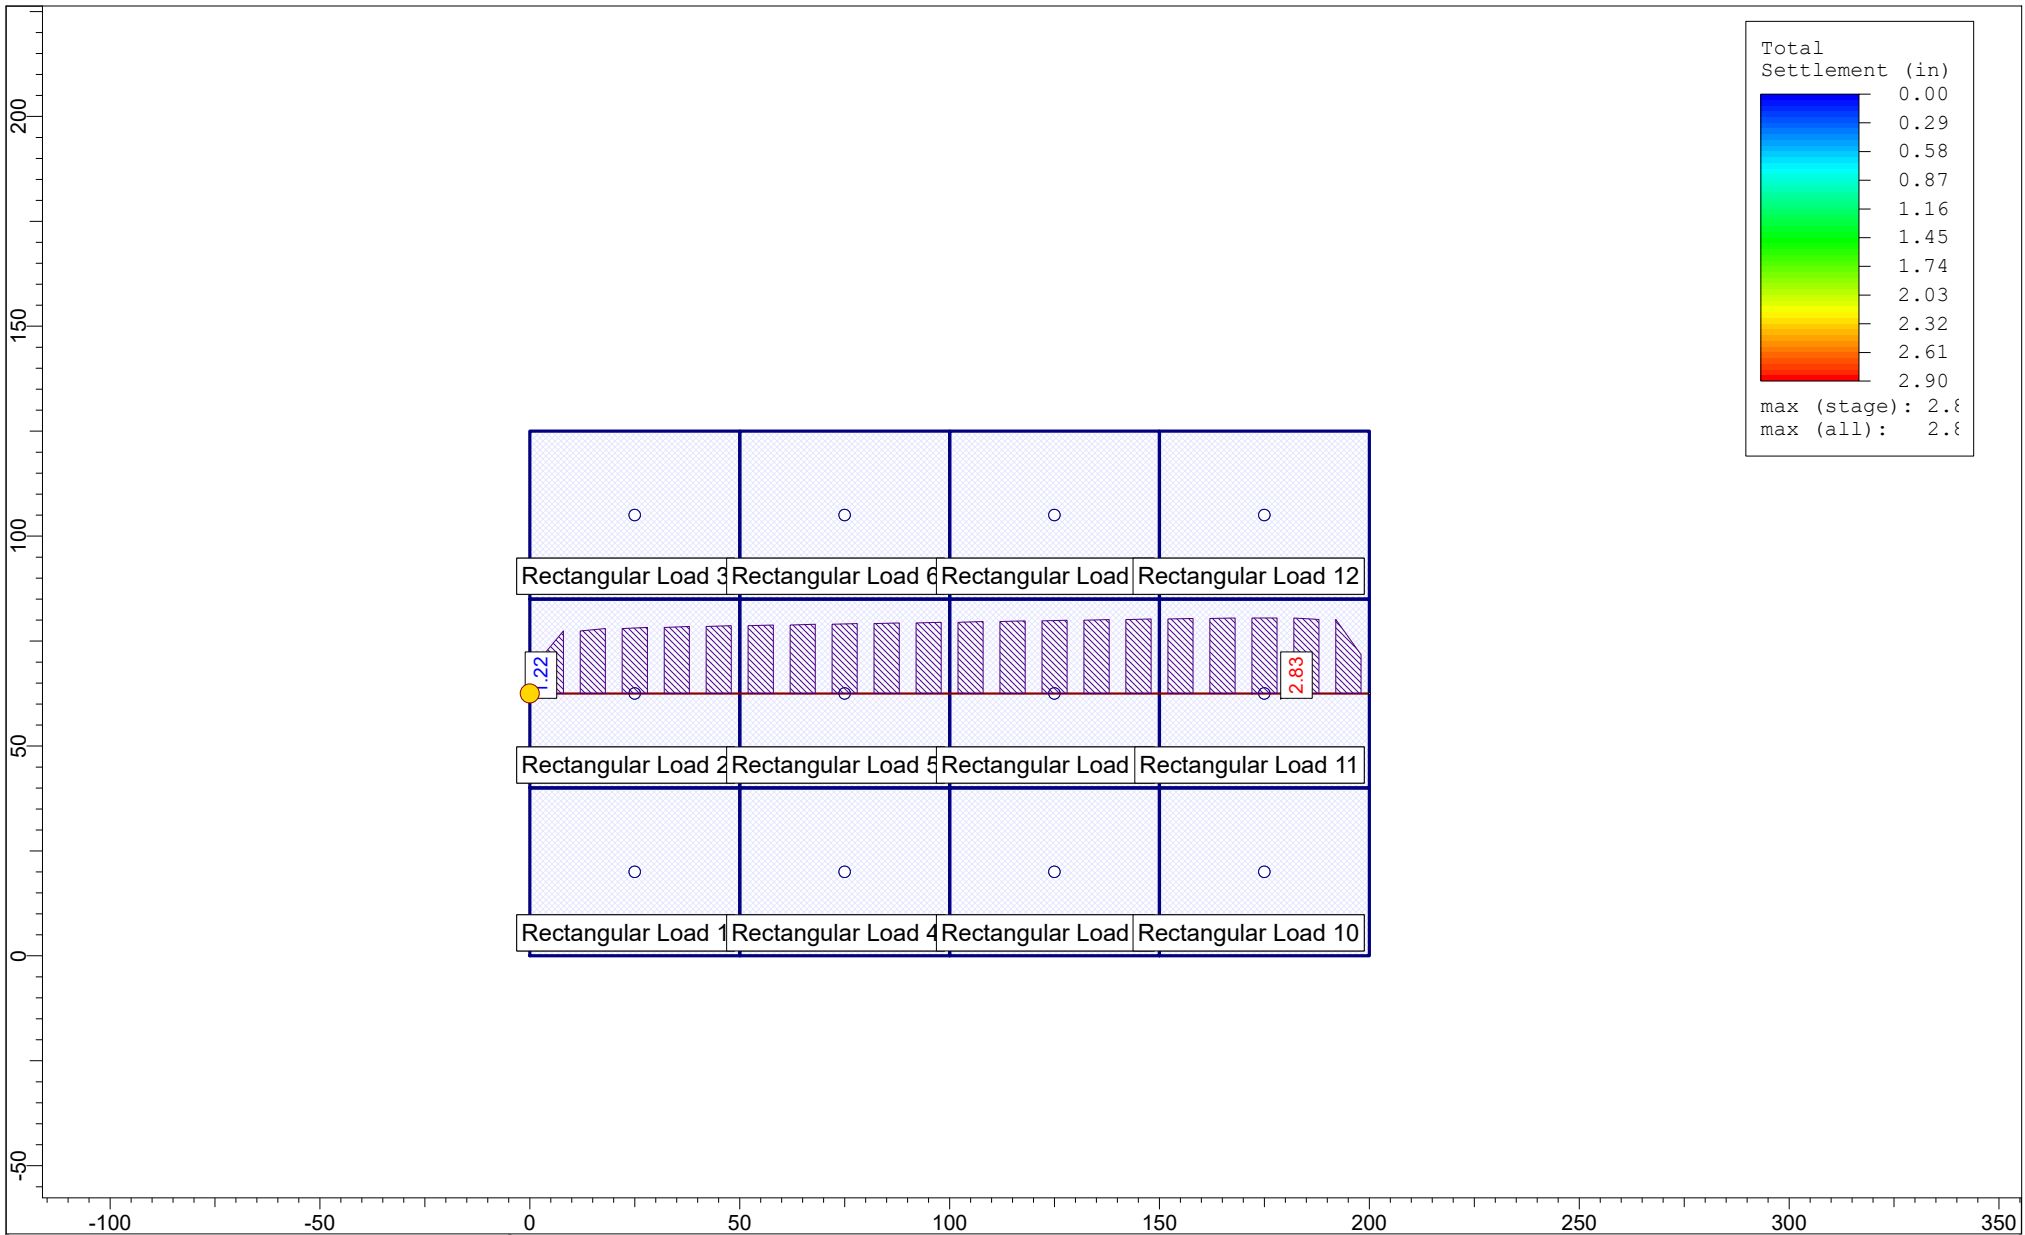 Total
Settlement (in)
0.00
0.29
0.58
0.87
1.16
1.45
1.74
2.03
2.32
2.61
2.90
max (stage): 2.8
max (all): 2.8
200
150
100
50
0
-50
Rectangular Load 3
Rectangular Load 6
Rectangular Load
Rectangular Load 12
1.22
2.83
Rectangular Load 2
Rectangular Load 5
Rectangular Load
Rectangular Load 11
Rectangular Load 1
Rectangular Load 4
Rectangular Load
Rectangular Load 10
-100
-50
0
50
100
150
200
250
300
350